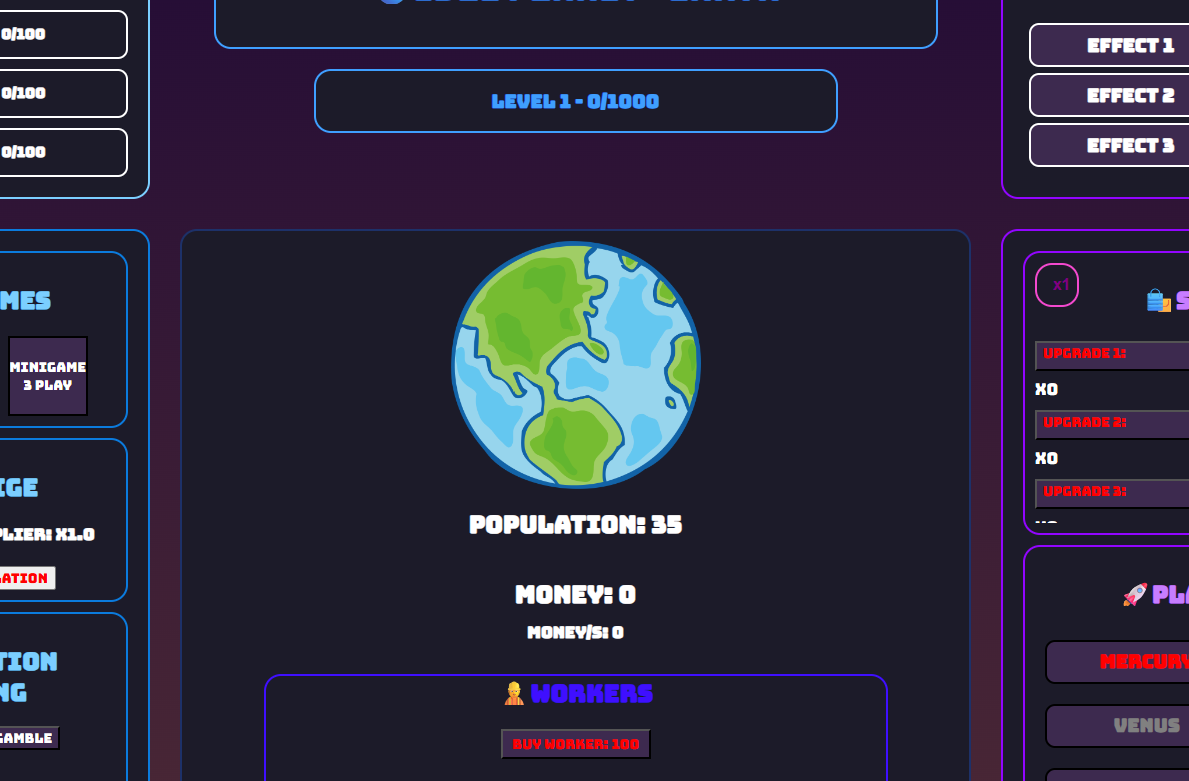 0/100
0/100
0/100
LEVEL 1 - 0/1000
EFFECT 1
EFFECT 2
EFFECT 3
MES
MINIGAME
3 PLAY
IGE
PLIER: X1.0
LATION
TION
NG
GAMBLE
POPULATION: 35
MONEY: 0
MONEY/S: 0
WORKERS
BUY WORKER: 100
x1
S
UPGRADE 1:
X0
UPGRADE 2:
X0
UPGRADE 3:
PLA
MERCURY
VENUS